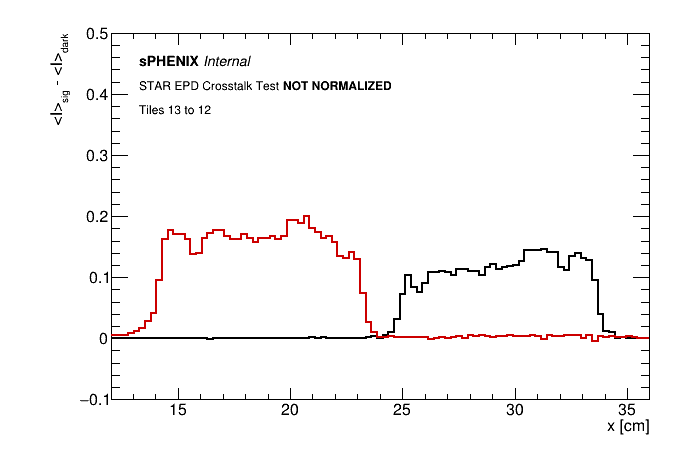 <I>sig - <I>dark
0.5
sPHENIX Internal
STAR EPD Crosstalk Test NOT NORMALIZED
0.4
Tiles 13 to 12
0.3
0.2
0.1
0
−0.1
15 20 25 30 35
x [cm]